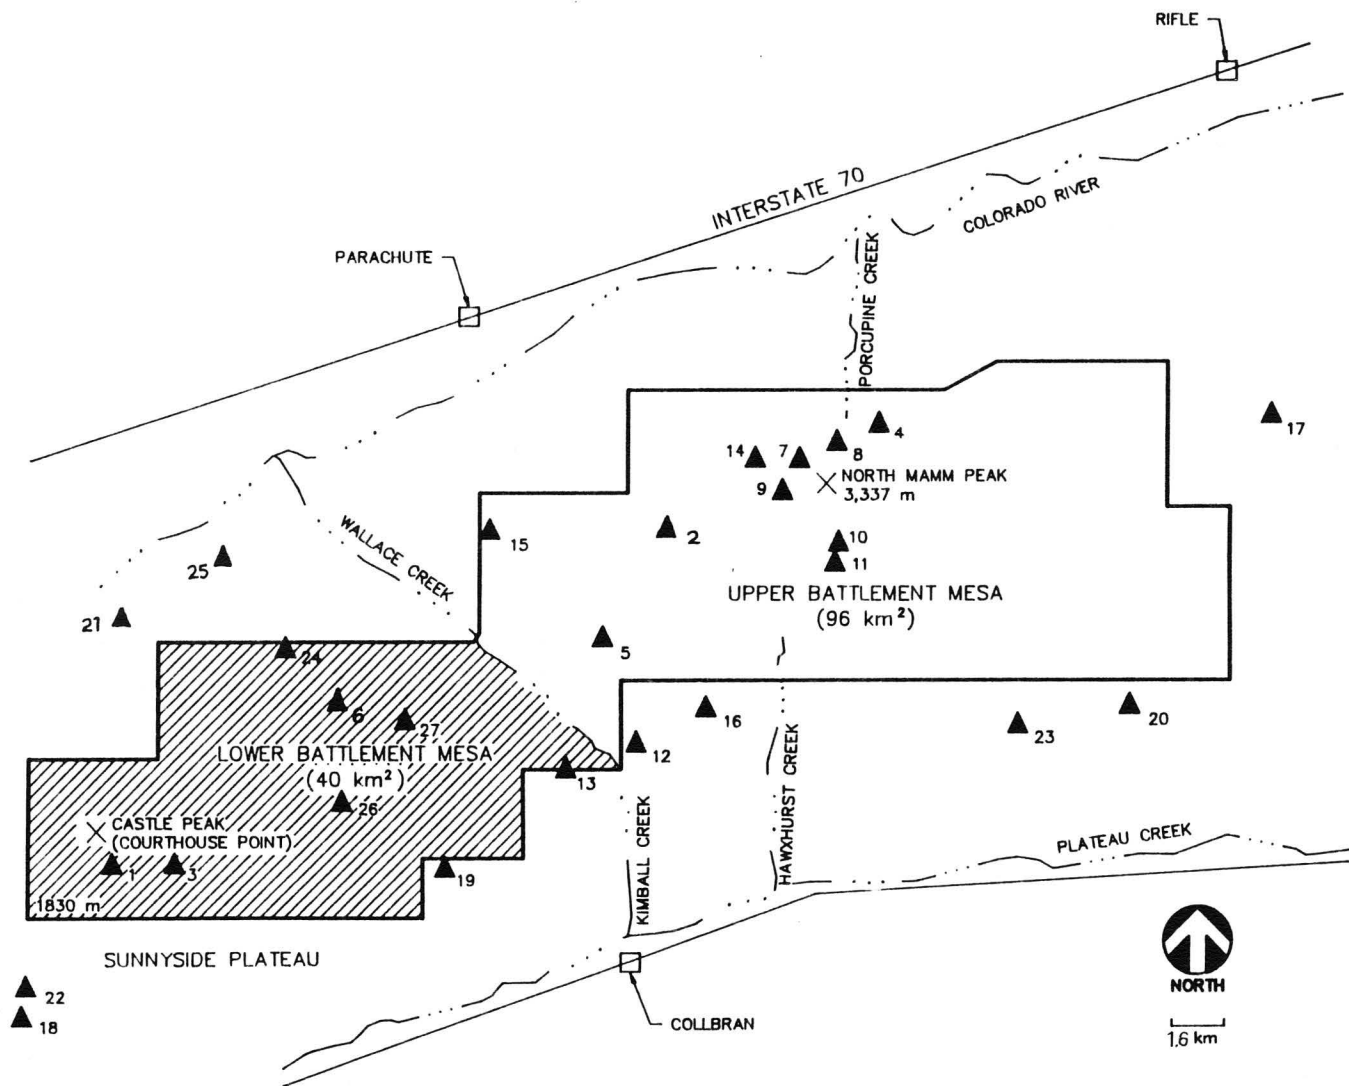 RIFLE
INTERSTATE 70
COLORADO RIVER
PARACHUTE
PORCUPINE CREEK
17
4
8
14
7
NORTH MAMM PEAK
3,337 m
9
WALLACE CREEK
15
2
10
11
25
UPPER BATTLEMENT MESA
(96 km²)
21
5
24
6
16
20
27
23
12
LOWER BATTLEMENT MESA
(40 km²)
13
26
HAWXHURST CREEK
CASTLE PEAK
(COURTHOUSE POINT)
PLATEAU CREEK
1
3
19
KIMBALL CREEK
1830 m
SUNNYSIDE PLATEAU
22
NORTH
18
COLLBRAN
1.6 km